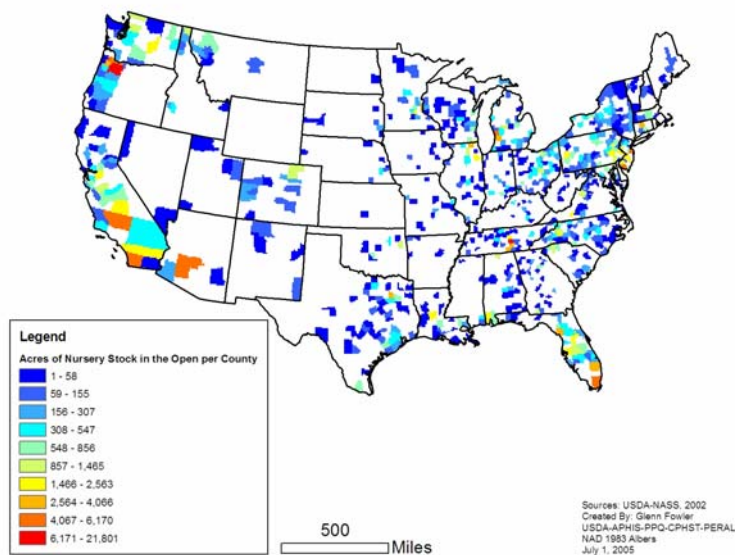 Legend
Acres of Nursery Stock in the Open per County
1 - 58
59 - 155
156 - 307
308 - 547
548 - 856
857 - 1,465
1,466 - 2,563
2,564 - 4,066
4,067 - 6,170
6,171 - 21,801
500
Miles
Sources: USDA-NASS, 2002
Created By: Glenn Fowler
USDA-APHIS-PPQ-CPHST-PERAL
NAD 1983 Albers
July 1, 2005